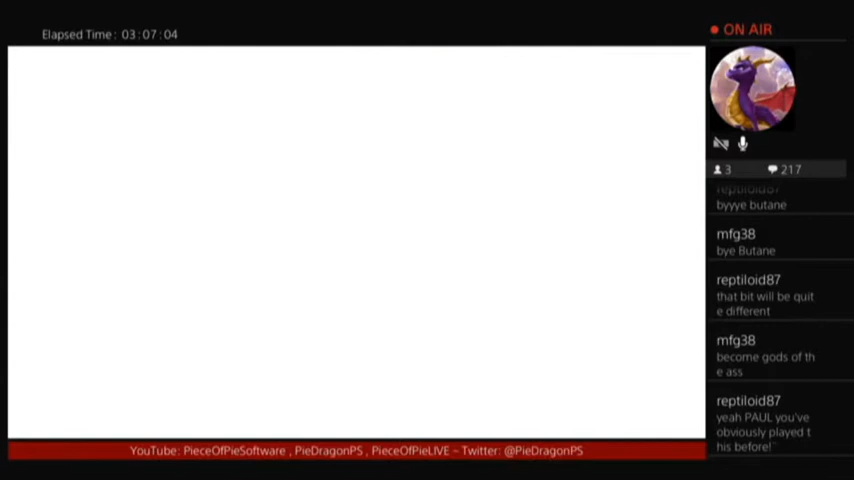 Elapsed Time: 03:07:04
ON AIR
3 217
reptiloid87
byyye butane
mfg38
bye Butane
reptiloid87
that bit will be quit
e different
mfg38
become gods of th
e ass
reptiloid87
yeah PAUL you've
obviously played t
his before!¨
YouTube: PieceOfPieSoftware , PieDragonPS , PieceOfPieLIVE – Twitter: @PieDragonPS